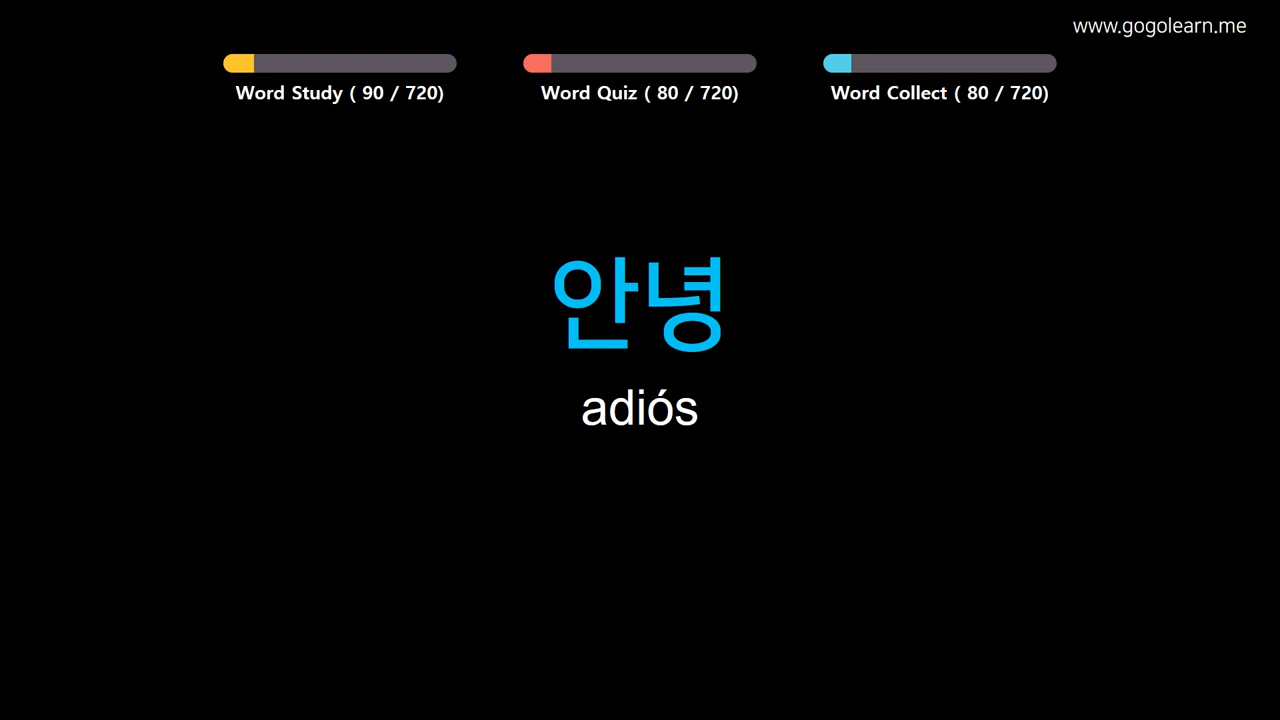 www.gogolearn.me
Word Study ( 90 / 720)
Word Quiz ( 80 / 720)
Word Collect ( 80 / 720)
안녕
adiós